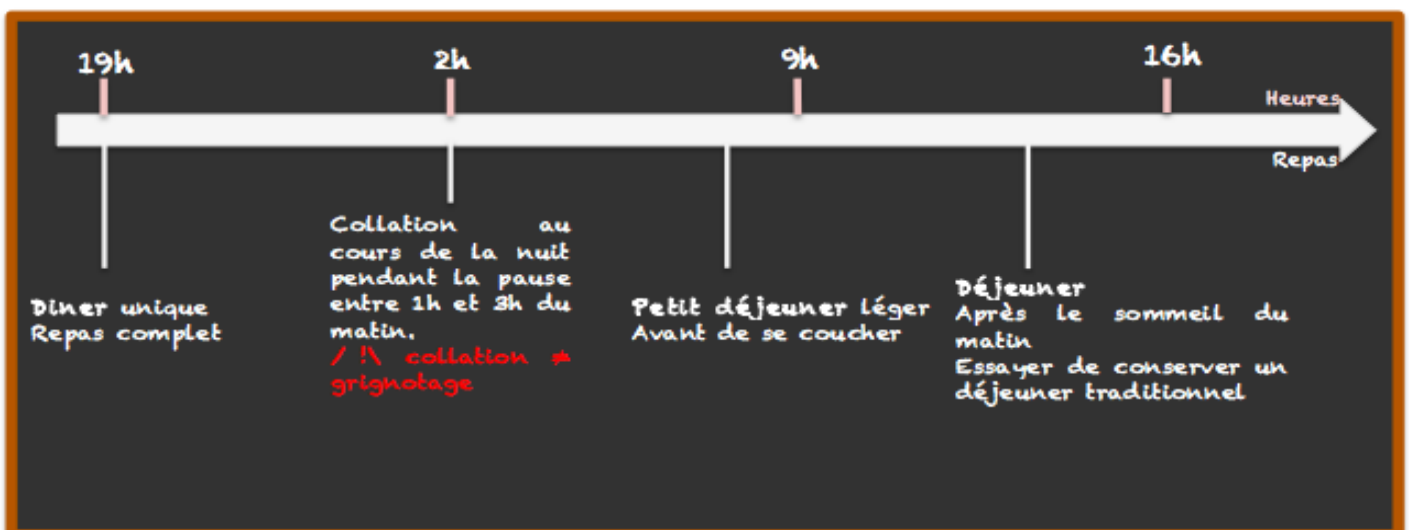 19h
2h
9h
16h
Heures
Repas
Diner unique
Repas complet
Collation au
cours de la nuit
pendant la pause
entre 1h et 3h du
matin.
/ !\ collation ≠
grignotage
Petit déjeuner léger
Avant de se coucher
Déjeuner
Après le sommeil du
matin
Essayer de conserver un
déjeuner traditionnel